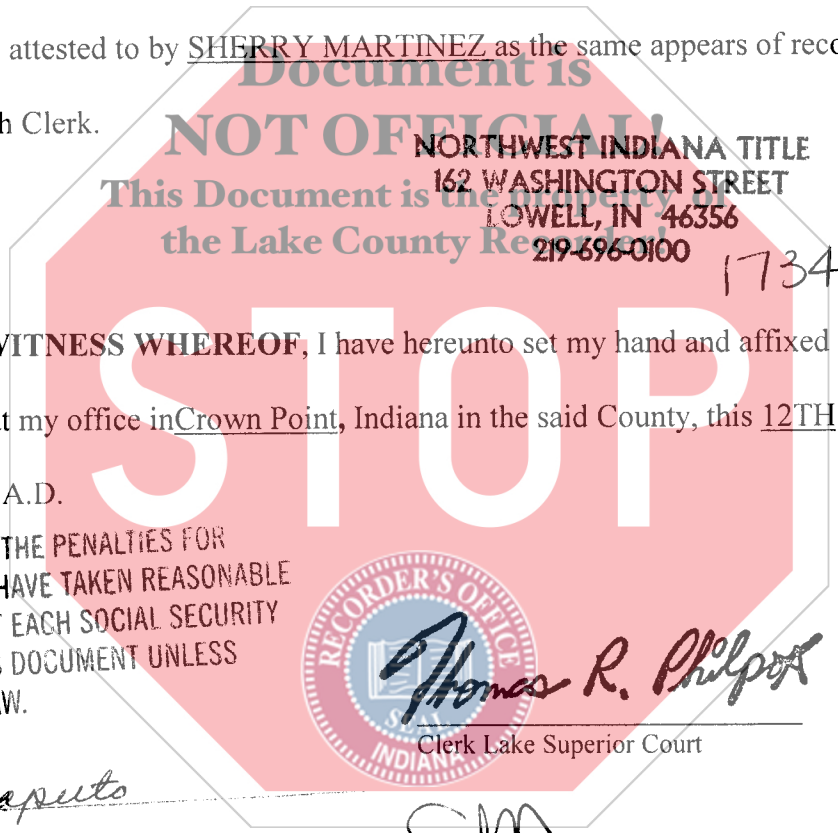 attested to by SHERRY MARTINEZ as the same appears of reco
h Clerk.
Document is
NOT OFFICIAL!
This Document is the property of
the Lake County Recorder!
NORTHWEST INDIANA TITLE
162 WASHINGTON STREET
LOWELL, IN 46356
219-696-0100
1734
STOP
WITNESS WHEREOF, I have hereunto set my hand and affixed
t my office inCrown Point, Indiana in the said County, this 12TH
A.D.
THE PENALTIES FOR
HAVE TAKEN REASONABLE
T EACH SOCIAL SECURITY
S DOCUMENT UNLESS
AW.
RECORDER'S OFFICE
SEAL
INDIANA
Thomas R. Philpot
Clerk Lake Superior Court
aputo